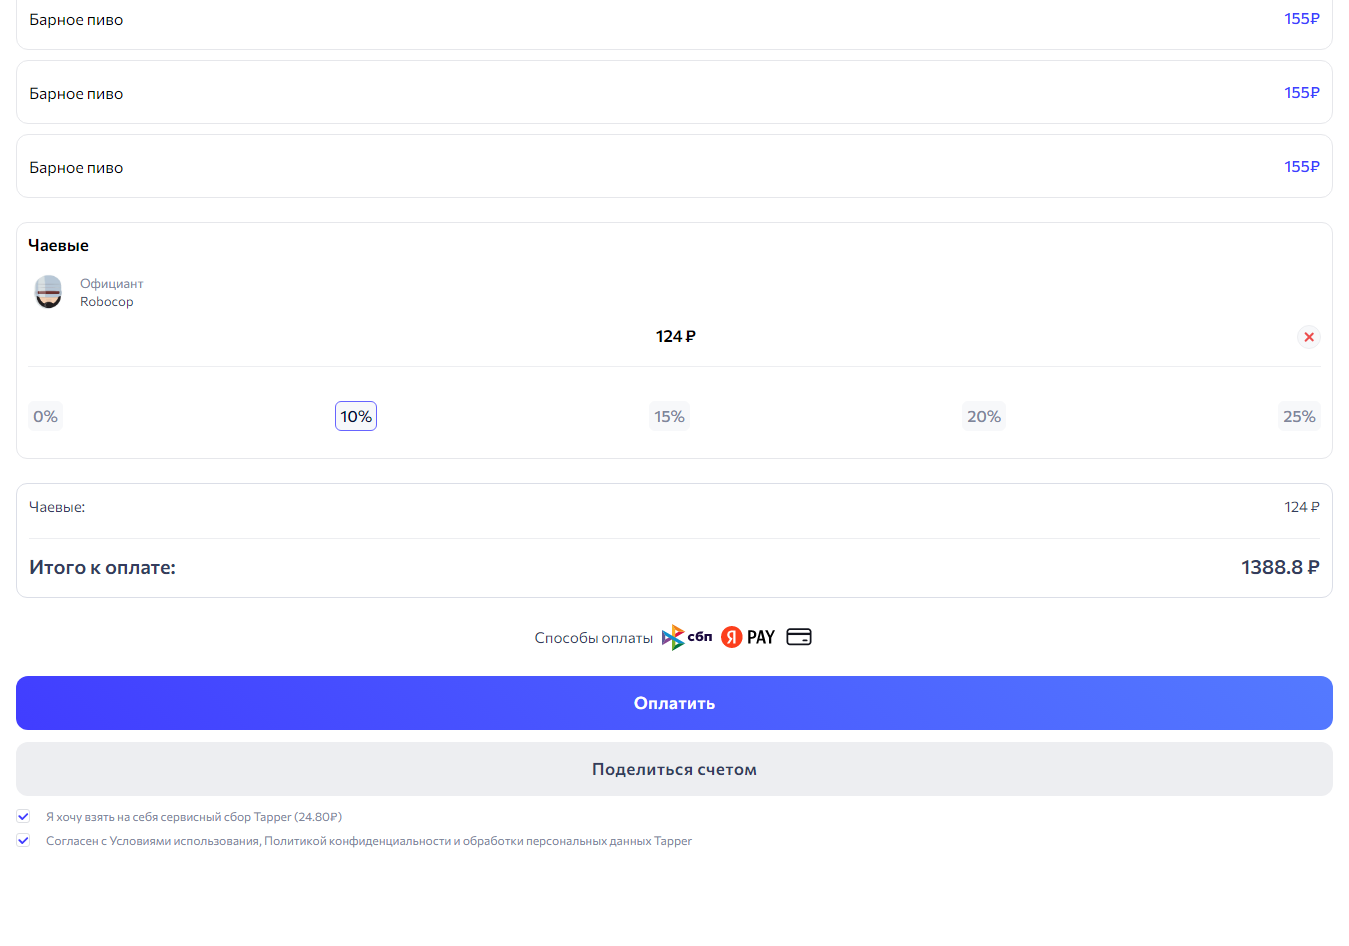 Барное пиво 155₽
Барное пиво 155₽
Барное пиво 155₽
Чаевые
Официант
Robocop
124 ₽
0% 10% 15% 20% 25%
Чаевые: 124 ₽
Итого к оплате: 1388.8 ₽
Способы оплаты сбп Я PAY
Оплатить
Поделиться счетом
Я хочу взять на себя сервисный сбор Tapper (24.80₽)
Согласен с Условиями использования, Политикой конфиденциальности и обработки персональных данных Tapper